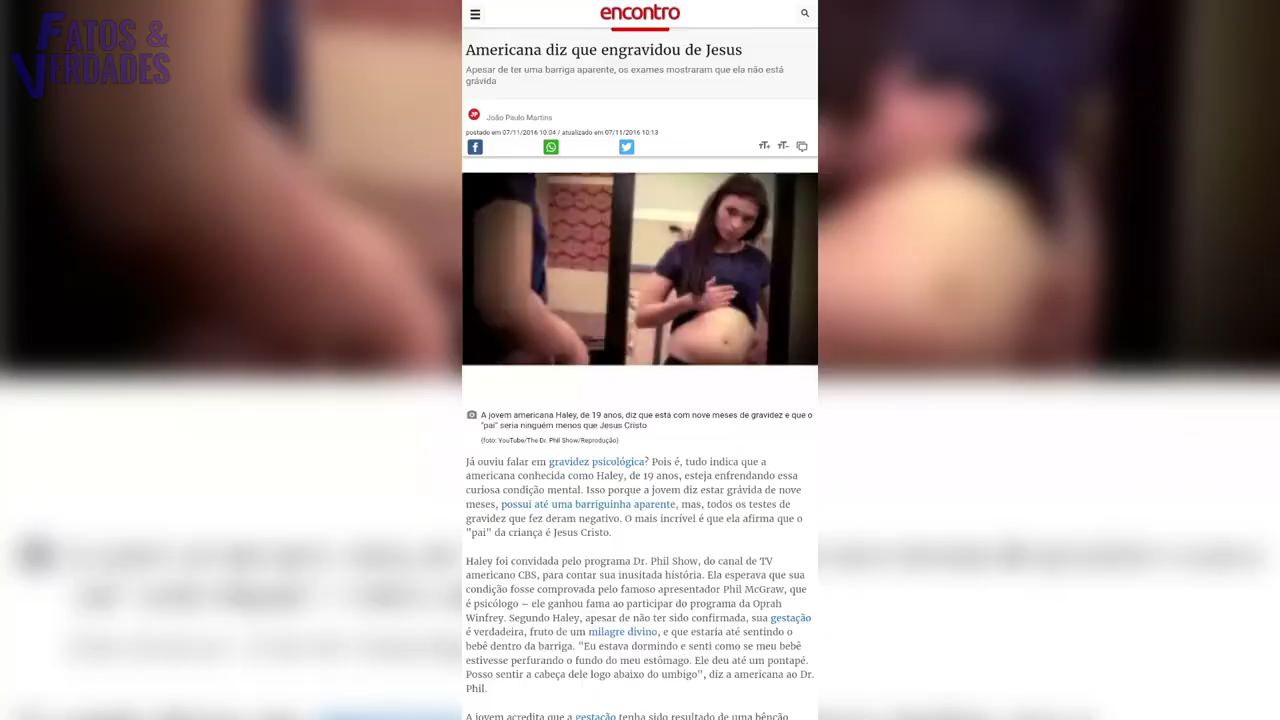 FATOS &
VERDADES
encontro
Americana diz que engravidou de Jesus
Apesar de ter uma barriga aparente, os exames mostraram que ela não está
grávida
JP
João Paulo Martins
postado em 07/11/2016 10:04 / atualizado em 07/11/2016 10:13
A jovem americana Haley, de 19 anos, diz que está com nove meses de gravidez e que o
"pai" seria ninguém menos que Jesus Cristo
(foto: YouTube/The Dr. Phil Show/Reprodução)
Já ouviu falar em gravidez psicológica? Pois é, tudo indica que a
americana conhecida como Haley, de 19 anos, esteja enfrendando essa
curiosa condição mental. Isso porque a jovem diz estar grávida de nove
meses, possui até uma barriguinha aparente, mas, todos os testes de
gravidez que fez deram negativo. O mais incrível é que ela afirma que o
"pai" da criança é Jesus Cristo.
Haley foi convidada pelo programa Dr. Phil Show, do canal de TV
americano CBS, para contar sua inusitada história. Ela esperava que sua
condição fosse comprovada pelo famoso apresentador Phil McGraw, que
é psicólogo – ele ganhou fama ao participar do programa da Oprah
Winfrey. Segundo Haley, apesar de não ter sido confirmada, sua gestação
é verdadeira, fruto de um milagre divino, e que estaria até sentindo o
bebê dentro da barriga. "Eu estava dormindo e senti como se meu bebê
estivesse perfurando o fundo do meu estômago. Ele deu até um pontapé.
Posso sentir a cabeça dele logo abaixo do umbigo", diz a americana ao Dr.
Phil.
A jovem acredita que a gestação tenha sido resultado de uma bênção